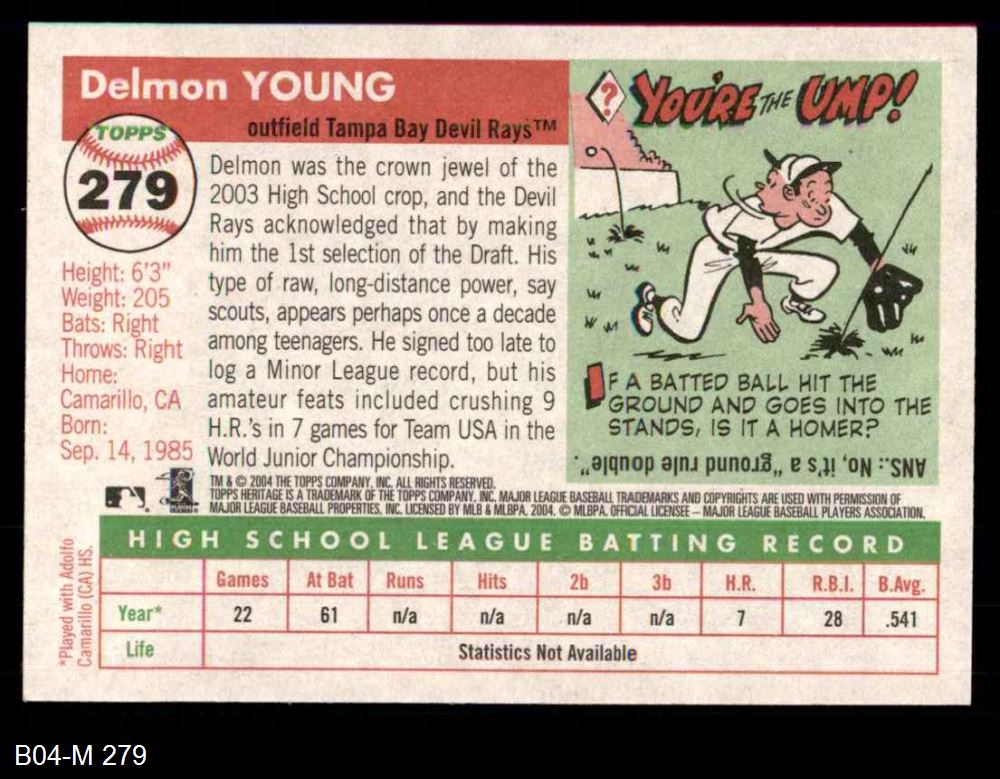 Delmon YOUNG
outfield Tampa Bay Devil Rays™
TOPPS
279
Height: 6'3"
Weight: 205
Bats: Right
Throws: Right
Home:
Camarillo, CA
Born:
Sep. 14, 1985
Delmon was the crown jewel of the
2003 High School crop, and the Devil
Rays acknowledged that by making
him the 1st selection of the Draft. His
type of raw, long-distance power, say
scouts, appears perhaps once a decade
among teenagers. He signed too late to
log a Minor League record, but his
amateur feats included crushing 9
H.R.'s in 7 games for Team USA in the
World Junior Championship.
?
YOU'RE THE UMP!
IF A BATTED BALL HIT THE
GROUND AND GOES INTO THE
STANDS, IS IT A HOMER?
ANS.: No, it's a "ground rule double".
TM & © 2004 THE TOPPS COMPANY, INC. ALL RIGHTS RESERVED.
TOPPS HERITAGE IS A TRADEMARK OF THE TOPPS COMPANY, INC. MAJOR LEAGUE BASEBALL TRADEMARKS AND COPYRIGHTS ARE USED WITH PERMISSION OF
MAJOR LEAGUE BASEBALL PROPERTIES, INC. LICENSED BY MLB & MLBPA, 2004. © MLBPA. OFFICIAL LICENSEE – MAJOR LEAGUE BASEBALL PLAYERS ASSOCIATION.
HIGH SCHOOL LEAGUE BATTING RECORD
Games At Bat Runs Hits 2b 3b H.R. R.B.I. B.Avg.
Year* 22 61 n/a n/a n/a n/a 7 28 .541
Life Statistics Not Available
*Played with Adolfo
Camarillo (CA) HS.
B04-M 279